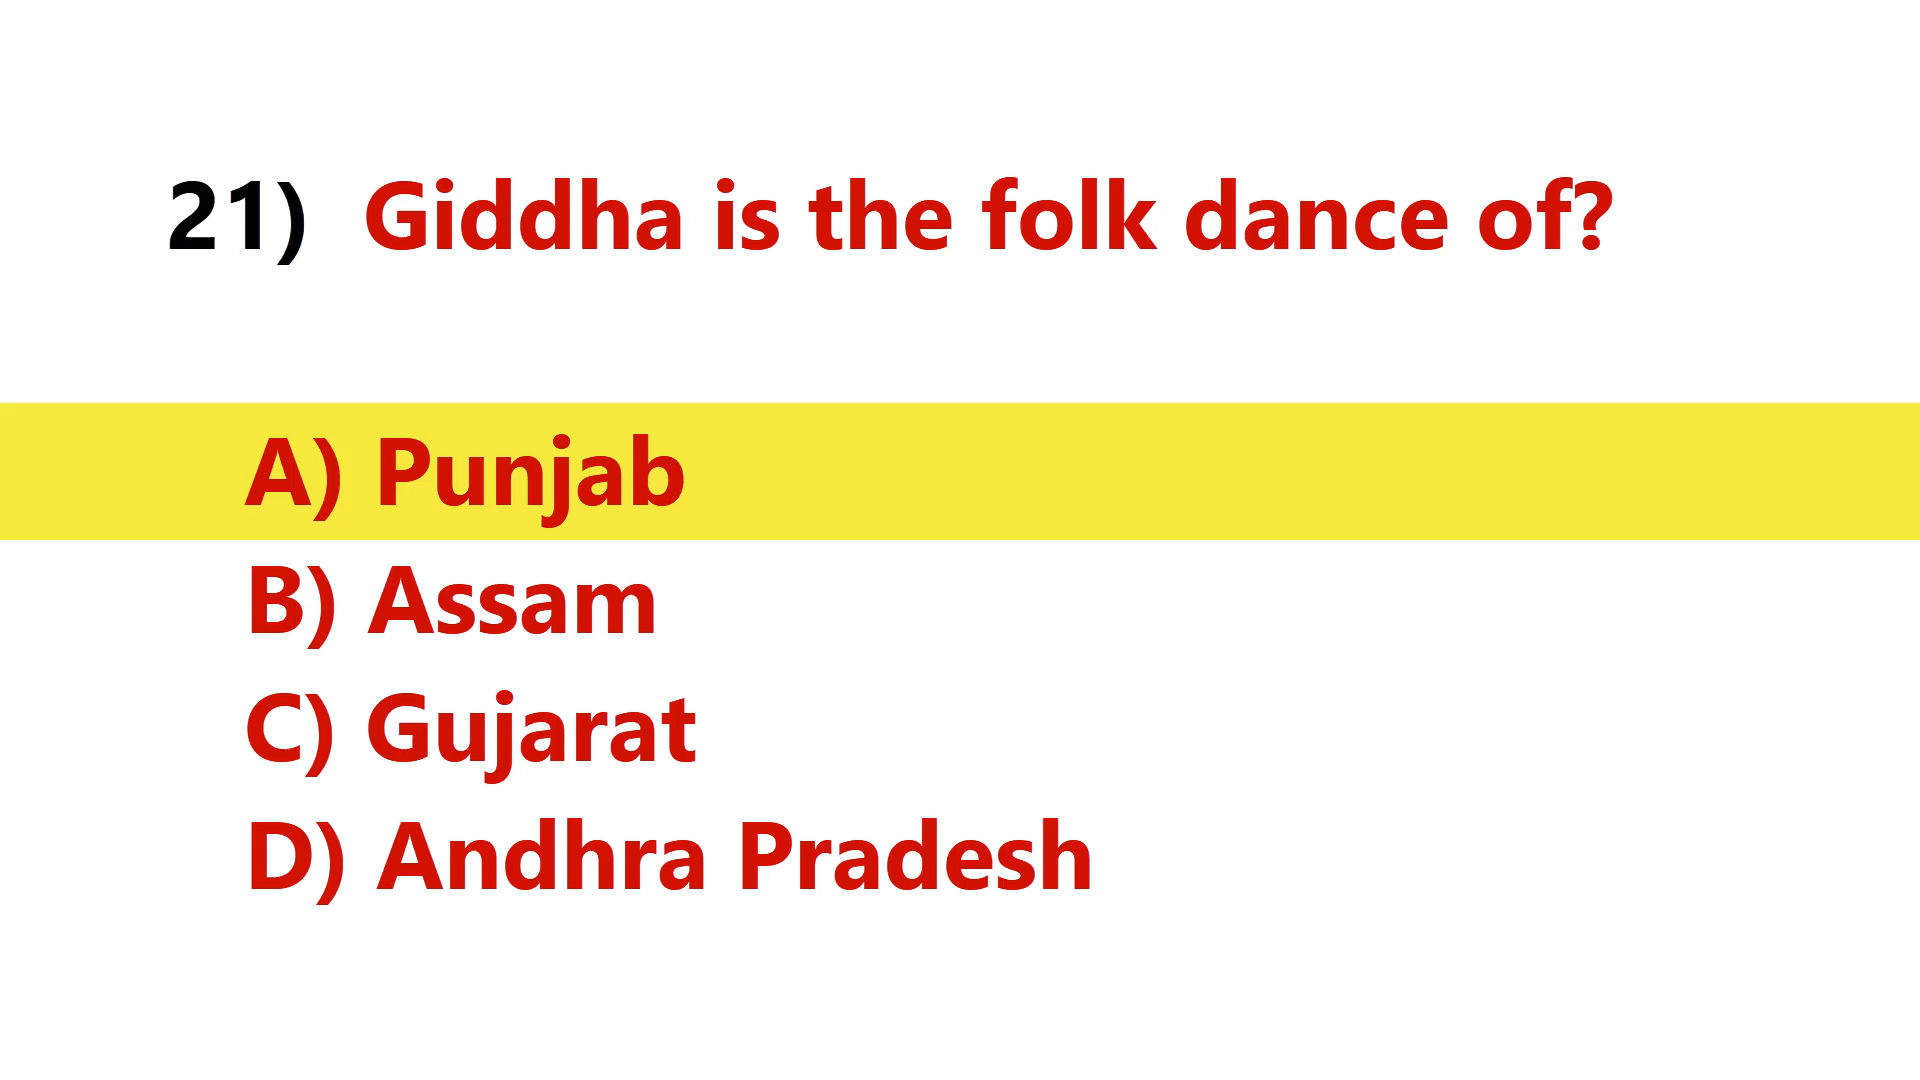 21) Giddha is the folk dance of?
A) Punjab
B) Assam
C) Gujarat
D) Andhra Pradesh